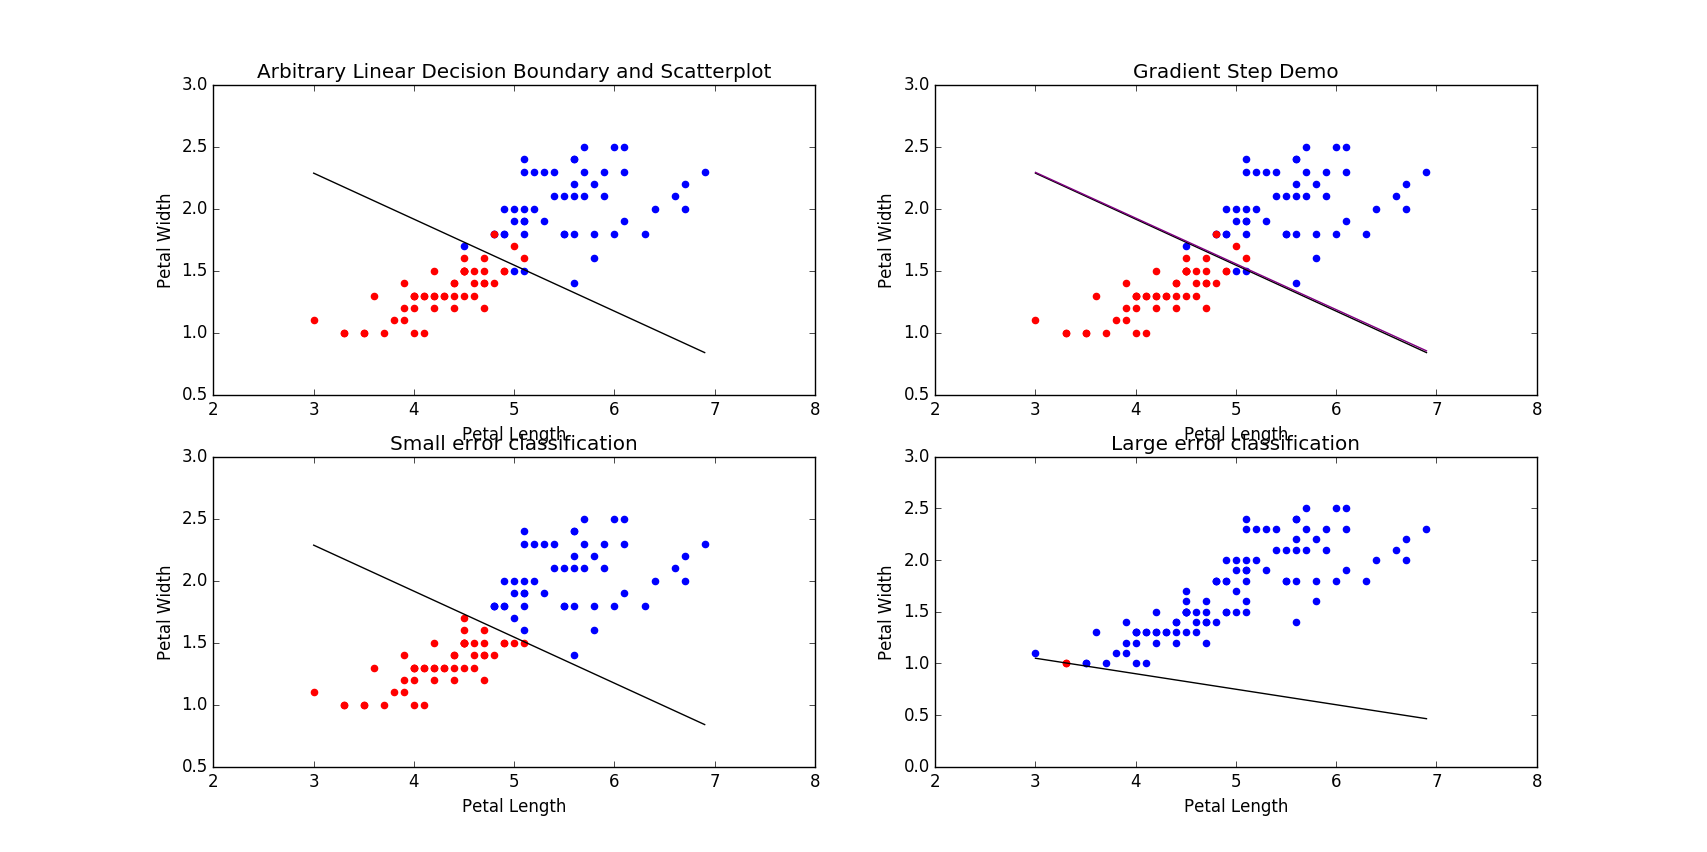 Arbitrary Linear Decision Boundary and Scatterplot
3.0
2.5
2.0
1.5
1.0
0.5
Petal Width
2 3 4 5 6 7 8
Petal Length
Gradient Step Demo
3.0
2.5
2.0
1.5
1.0
0.5
Petal Width
2 3 4 5 6 7 8
Petal Length
Small error classification
3.0
2.5
2.0
1.5
1.0
0.5
Petal Width
2 3 4 5 6 7 8
Petal Length
Large error classification
3.0
2.5
2.0
1.5
1.0
0.5
0.0
Petal Width
2 3 4 5 6 7 8
Petal Length